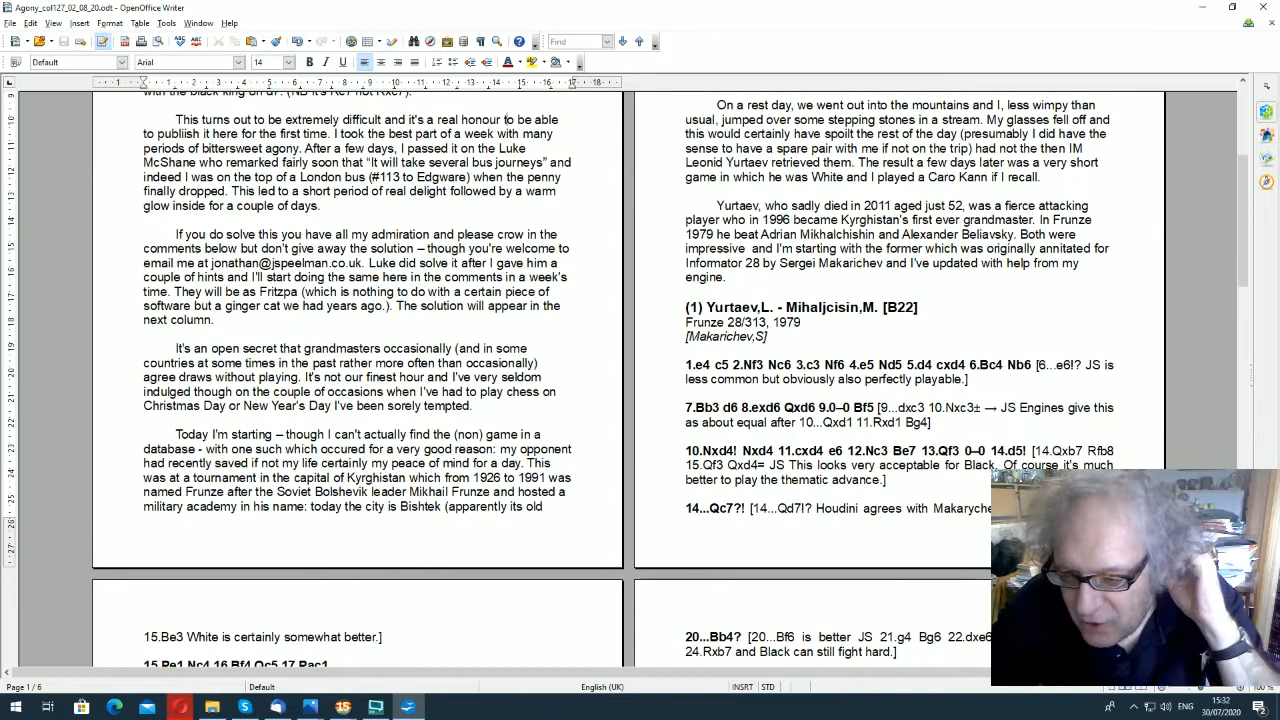 Agony_col127_02_08_20.odt - OpenOffice Writer
File Edit View Insert Format Table Tools Window Help
Find
Default Arial 14
with the black king on d7. (NB it's Kc7 not Rxc7).
This turns out to be extremely difficult and it's a real honour to be able
to publish it here for the first time. I took the best part of a week with many
periods of bittersweet agony. After a few days, I passed it on the Luke
McShane who remarked fairly soon that “It will take several bus journeys” and
indeed I was on the top of a London bus (#113 to Edgware) when the penny
finally dropped. This led to a short period of real delight followed by a warm
glow inside for a couple of days.
If you do solve this you have all my admiration and please crow in the
comments below but don't give away the solution – though you're welcome to
email me at jonathan@jspeelman.co.uk. Luke did solve it after I gave him a
couple of hints and I'll start doing the same here in the comments in a week's
time. They will be as Fritzpa (which is nothing to do with a certain piece of
software but a ginger cat we had years ago.). The solution will appear in the
next column.
It's an open secret that grandmasters occasionally (and in some
countries at some times in the past rather more often than occasionally)
agree draws without playing. It's not our finest hour and I've very seldom
indulged though on the couple of occasions when I've had to play chess on
Christmas Day or New Year's Day I've been sorely tempted.
Today I'm starting – though I can't actually find the (non) game in a
database - with one such which occured for a very good reason: my opponent
had recently saved if not my life certainly my peace of mind for a day. This
was at a tournament in the capital of Kyrghistan which from 1926 to 1991 was
named Frunze after the Soviet Bolshevik leader Mikhail Frunze and hosted a
military academy in his name: today the city is Bishtek (apparently its old
15.Be3 White is certainly somewhat better.]
15.Re1 Nc4 16.Bf4 Qc5 17.Rac1
On a rest day, we went out into the mountains and I, less wimpy than
usual, jumped over some stepping stones in a stream. My glasses fell off and
this would certainly have spoilt the rest of the day (presumably I did have the
sense to have a spare pair with me if not on the trip) had not the then IM
Leonid Yurtaev retrieved them. The result a few days later was a very short
game in which he was White and I played a Caro Kann if I recall.
Yurtaev, who sadly died in 2011 aged just 52, was a fierce attacking
player who in 1996 became Kyrghistan's first ever grandmaster. In Frunze
1979 he beat Adrian Mikhalchishin and Alexander Beliavsky. Both were
impressive and I'm starting with the former which was originally annitated for
Informator 28 by Sergei Makarichev and I've updated with help from my
engine.
(1) Yurtaev,L. - Mihaljcisin,M. [B22]
Frunze 28/313, 1979
[Makarichev,S]
1.e4 c5 2.Nf3 Nc6 3.c3 Nf6 4.e5 Nd5 5.d4 cxd4 6.Bc4 Nb6 [6...e6!? JS is
less common but obviously also perfectly playable.]
7.Bb3 d6 8.exd6 Qxd6 9.0–0 Bf5 [9...dxc3 10.Nxc3± → JS Engines give this
as about equal after 10...Qxd1 11.Rxd1 Bg4]
10.Nxd4! Nxd4 11.cxd4 e6 12.Nc3 Be7 13.Qf3 0–0 14.d5! [14.Qxb7 Rfb8
15.Qf3 Qxd4= JS This looks very acceptable for Black. Of course it's much
better to play the thematic advance.]
14...Qc7?! [14...Qd7!? Houdini agrees with Makaryche
20...Bb4? [20...Bf6 is better JS 21.g4 Bg6 22.dxe6
24.Rxb7 and Black can still fight hard.]
Page 1 / 6 Default English (UK) INSRT STD 100 %
ENG 15:32
30/07/2020